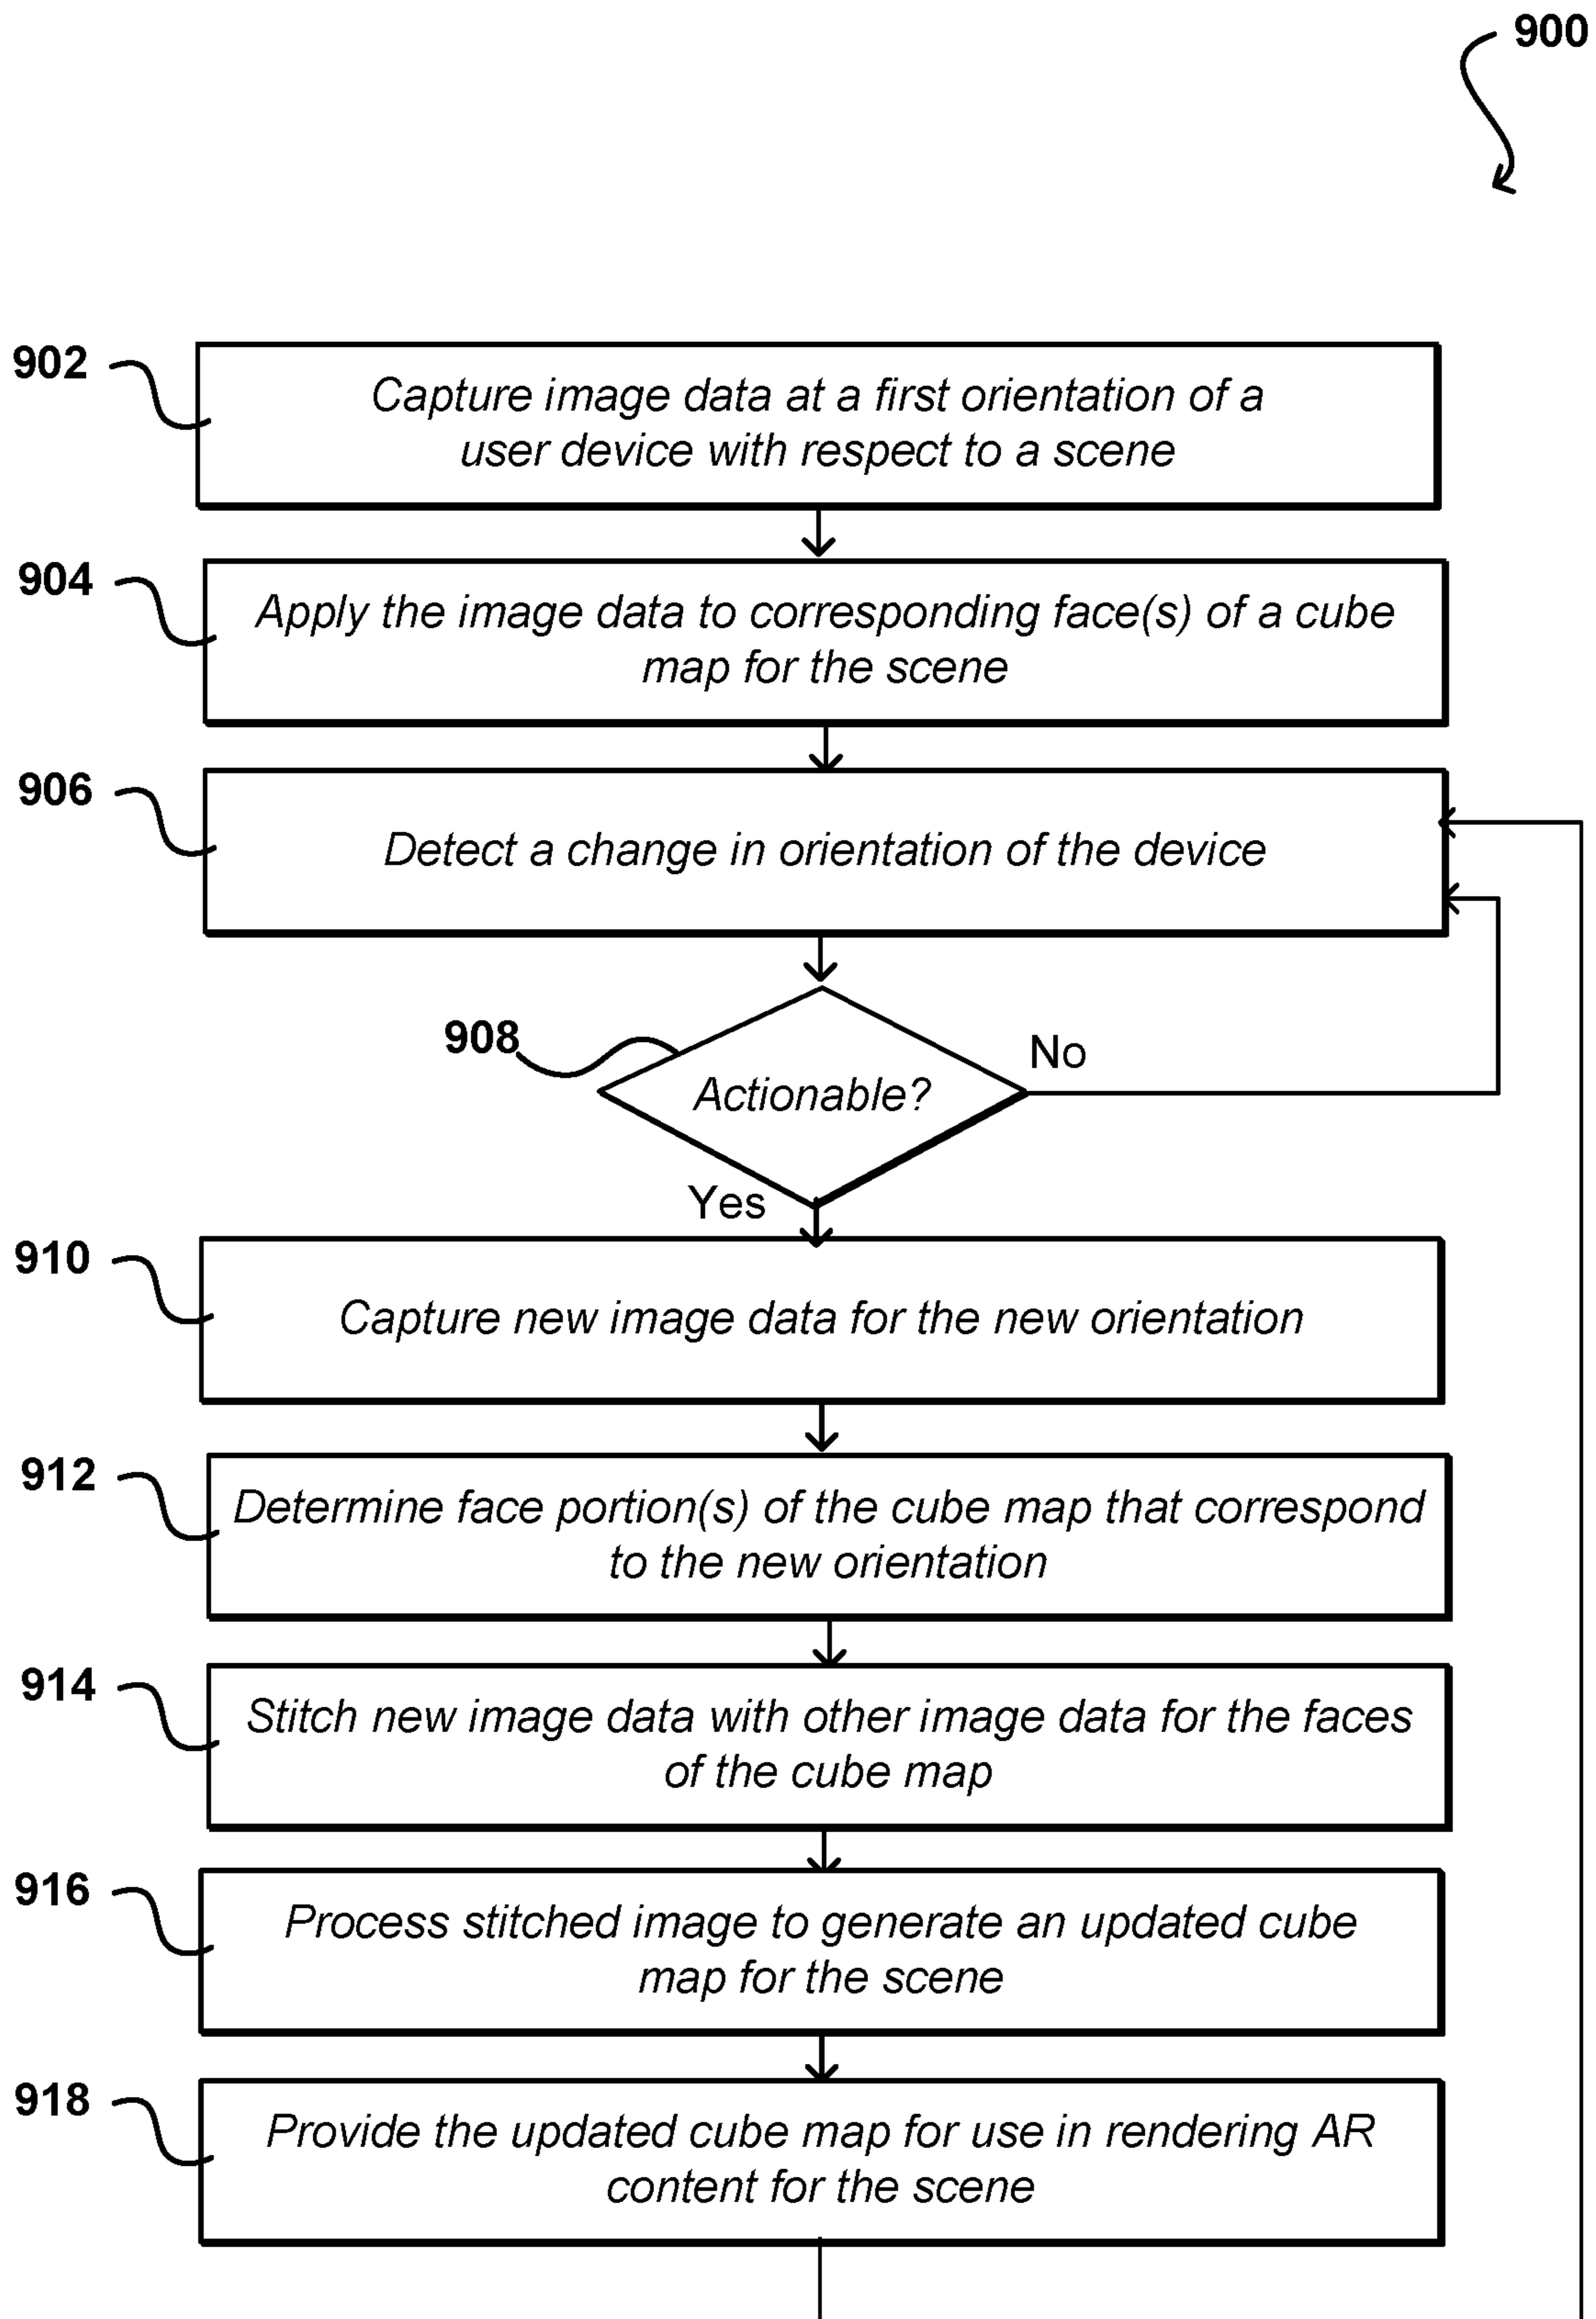 900
902
Capture image data at a first orientation of a
user device with respect to a scene
904
Apply the image data to corresponding face(s) of a cube
map for the scene
906
Detect a change in orientation of the device
908
No
Actionable?
Yes
910
Capture new image data for the new orientation
912
Determine face portion(s) of the cube map that correspond
to the new orientation
914
Stitch new image data with other image data for the faces
of the cube map
916
Process stitched image to generate an updated cube
map for the scene
918
Provide the updated cube map for use in rendering AR
content for the scene